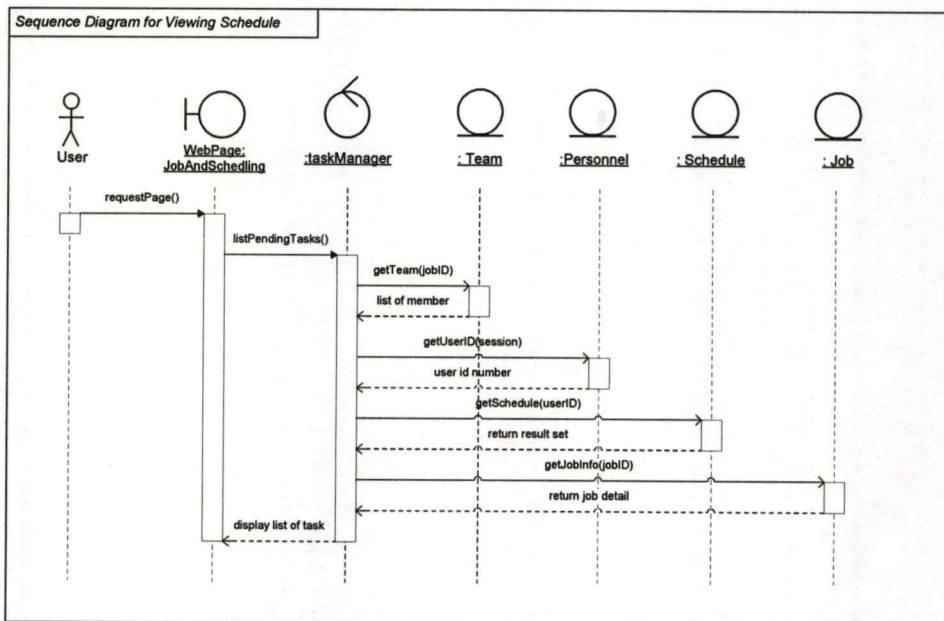 Sequence Diagram for Viewing Schedule
User
WebPage:
JobAndSchedling
:taskManager
: Team
:Personnel
: Schedule
: Job
requestPage()
listPendingTasks()
getTeam(jobID)
list of member
getUserID(session)
user id number
getSchedule(userID)
return result set
getJobInfo(jobID)
return job detail
display list of task